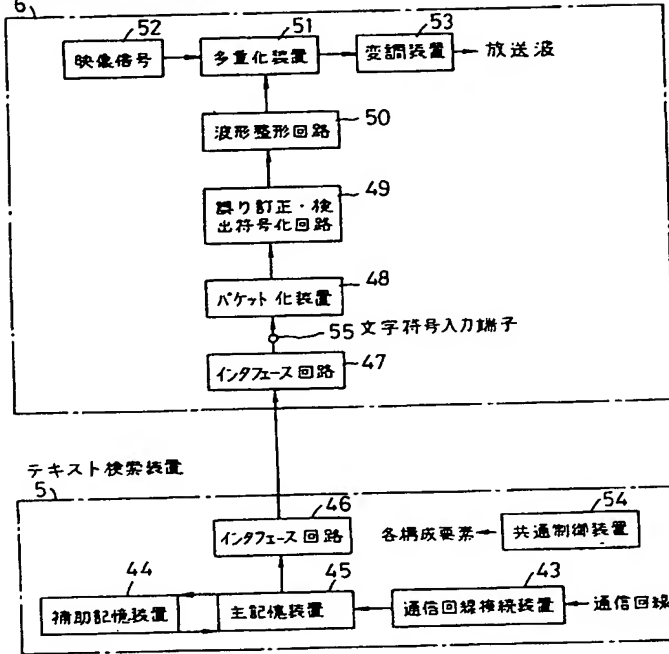 6
52
51
53
映像信号
多重化装置
変調装置
放送波
50
波形整形回路
49
誤り訂正・検
出符号化回路
48
パケット化装置
55 文字符号入力端子
47
インタフェース回路
テキスト検索装置
5
46
54
インタフェース回路
各構成要素
共通制御装置
44
45
43
補助記憶装置
主記憶装置
通信回線接続装置
通信回線